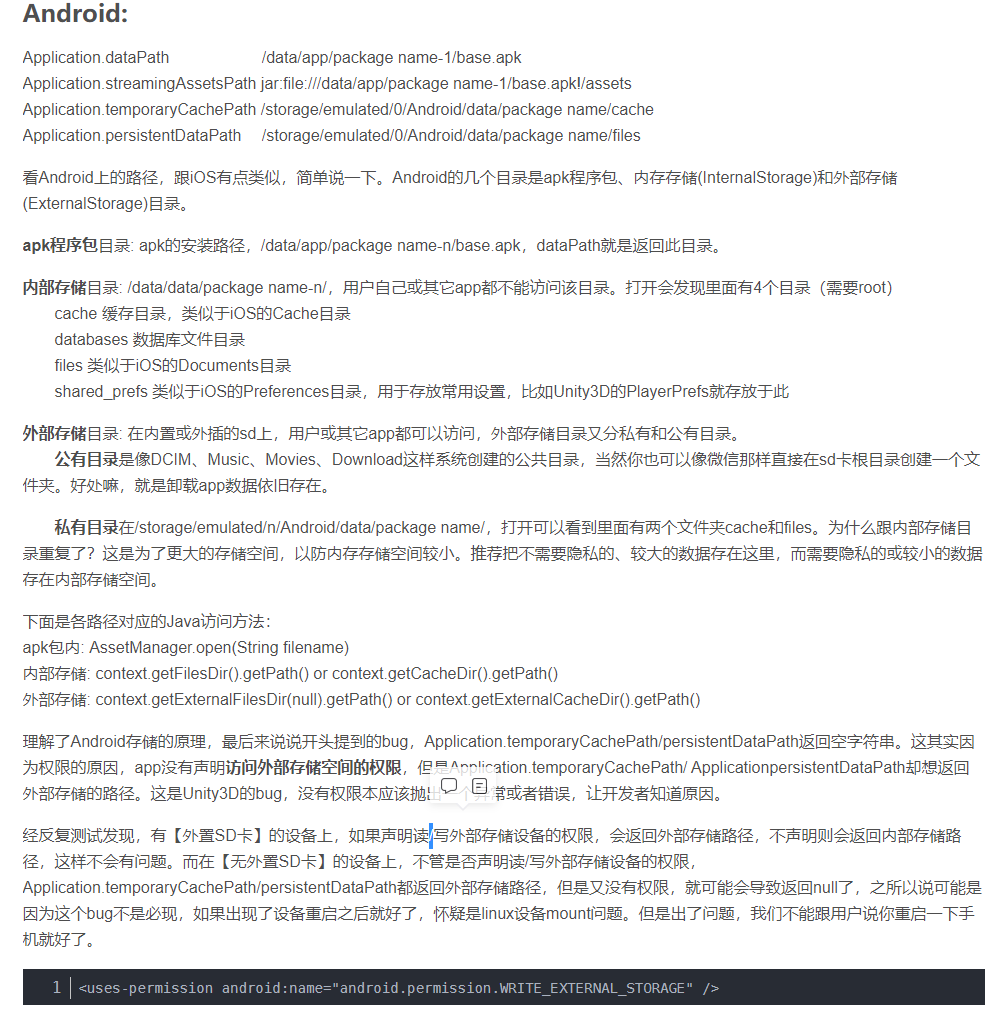 Android:
Application.dataPath /data/app/package name-1/base.apk
Application.streamingAssetsPath jar:file:///data/app/package name-1/base.apk!/assets
Application.temporaryCachePath /storage/emulated/0/Android/data/package name/cache
Application.persistentDataPath /storage/emulated/0/Android/data/package name/files
看Android上的路径，跟iOS有点类似，简单说一下。Android的几个目录是apk程序包、内存存储(InternalStorage)和外部存储
(ExternalStorage)目录。
apk程序包目录: apk的安装路径，/data/app/package name-n/base.apk，dataPath就是返回此目录。
内部存储目录: /data/data/package name-n/，用户自己或其它app都不能访问该目录。打开会发现里面有4个目录（需要root）
cache 缓存目录，类似于iOS的Cache目录
databases 数据库文件目录
files 类似于iOS的Documents目录
shared_prefs 类似于iOS的Preferences目录，用于存放常用设置，比如Unity3D的PlayerPrefs就存放于此
外部存储目录: 在内置或外插的sd上，用户或其它app都可以访问，外部存储目录又分私有和公有目录。
公有目录是像DCIM、Music、Movies、Download这样系统创建的公共目录，当然你也可以像微信那样直接在sd卡根目录创建一个文
件夹。好处嘛，就是卸载app数据依旧存在。
私有目录在/storage/emulated/n/Android/data/package name/，打开可以看到里面有两个文件夹cache和files。为什么跟内部存储目
录重复了？这是为了更大的存储空间，以防内存存储空间较小。推荐把不需要隐私的、较大的数据存在这里，而需要隐私的或较小的数据
存在内部存储空间。
下面是各路径对应的Java访问方法：
apk包内: AssetManager.open(String filename)
内部存储: context.getFilesDir().getPath() or context.getCacheDir().getPath()
外部存储: context.getExternalFilesDir(null).getPath() or context.getExternalCacheDir().getPath()
理解了Android存储的原理，最后来说说开头提到的bug，Application.temporaryCachePath/persistentDataPath返回空字符串。这其实因
为权限的原因，app没有声明访问外部存储空间的权限，但是Application.temporaryCachePath/ ApplicationpersistentDataPath却想返回
外部存储的路径。这是Unity3D的bug，没有权限本应该抛出一个异常或者错误，让开发者知道原因。
经反复测试发现，有【外置SD卡】的设备上，如果声明读/写外部存储设备的权限，会返回外部存储路径，不声明则会返回内部存储路
径，这样不会有问题。而在【无外置SD卡】的设备上，不管是否声明读/写外部存储设备的权限，
Application.temporaryCachePath/persistentDataPath都返回外部存储路径，但是又没有权限，就可能会导致返回null了，之所以说可能是
因为这个bug不是必现，如果出现了设备重启之后就好了，怀疑是linux设备mount问题。但是出了问题，我们不能跟用户说你重启一下手
机就好了。
1 <uses-permission android:name="android.permission.WRITE_EXTERNAL_STORAGE" />